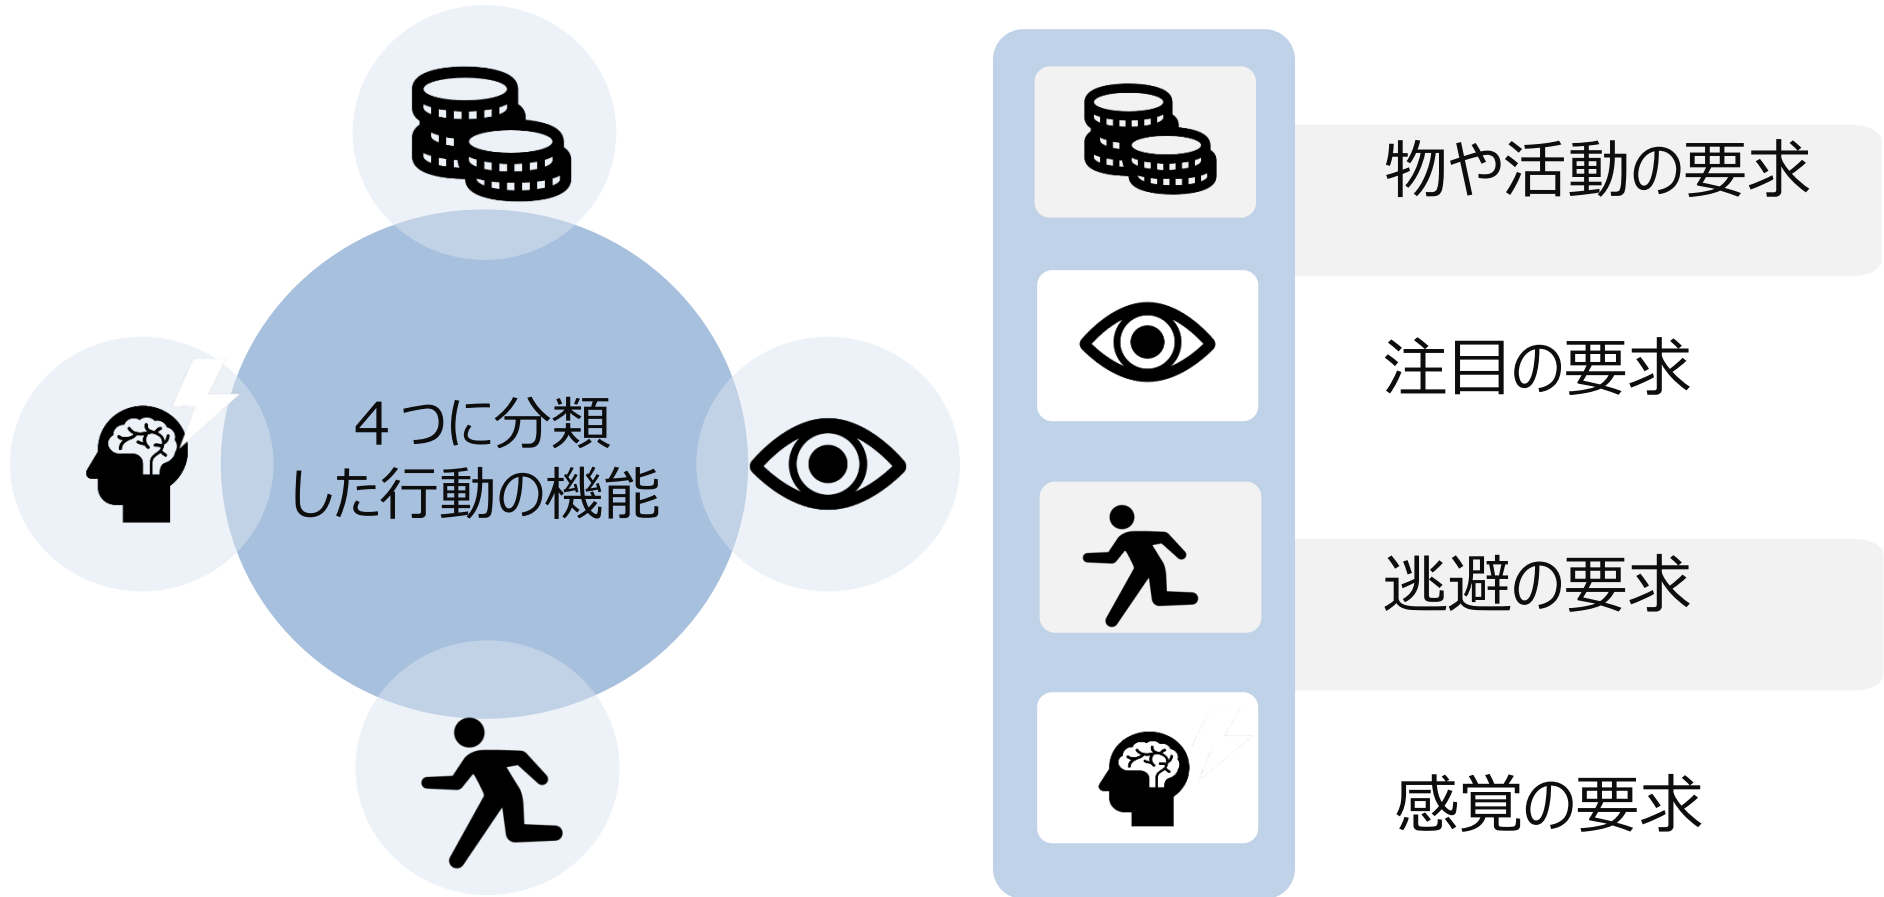 ４つに分類
した行動の機能
物や活動の要求
注目の要求
逃避の要求
感覚の要求